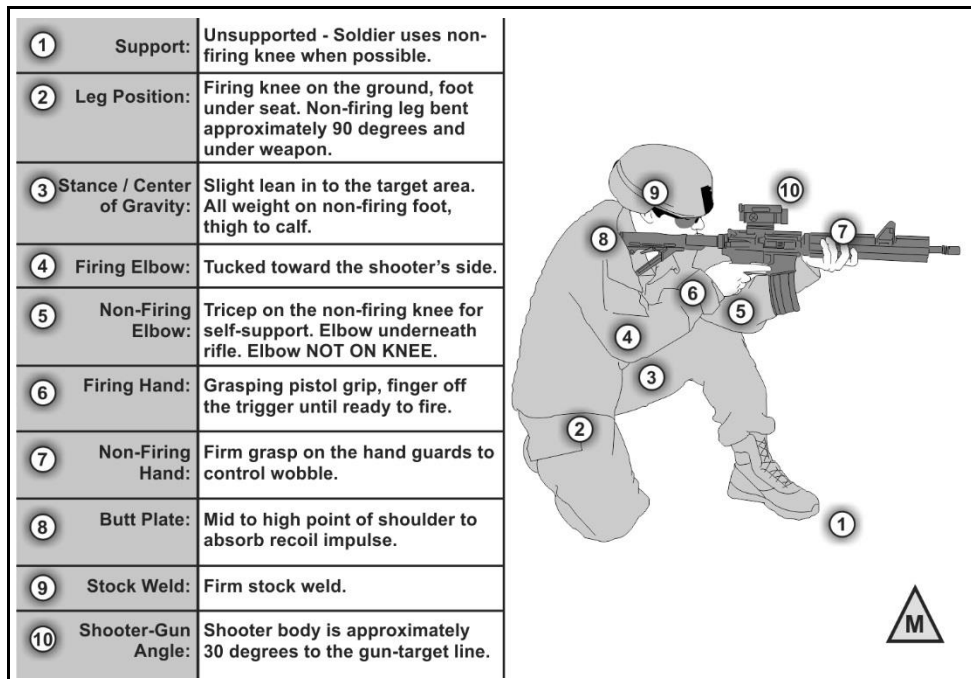 1 Support: Unsupported - Soldier uses non-
firing knee when possible.
2 Leg Position: Firing knee on the ground, foot
under seat. Non-firing leg bent
approximately 90 degrees and
under weapon.
3 Stance / Center
of Gravity:
Slight lean in to the target area.
All weight on non-firing foot,
thigh to calf.
4 Firing Elbow: Tucked toward the shooter's side.
5 Non-Firing
Elbow:
Tricep on the non-firing knee for
self-support. Elbow underneath
rifle. Elbow NOT ON KNEE.
6 Firing Hand: Grasping pistol grip, finger off
the trigger until ready to fire.
7 Non-Firing
Hand:
Firm grasp on the hand guards to
control wobble.
8 Butt Plate: Mid to high point of shoulder to
absorb recoil impulse.
9 Stock Weld: Firm stock weld.
10 Shooter-Gun
Angle:
Shooter body is approximately
30 degrees to the gun-target line.
9
10
7
8
6
5
4
3
2
1
M